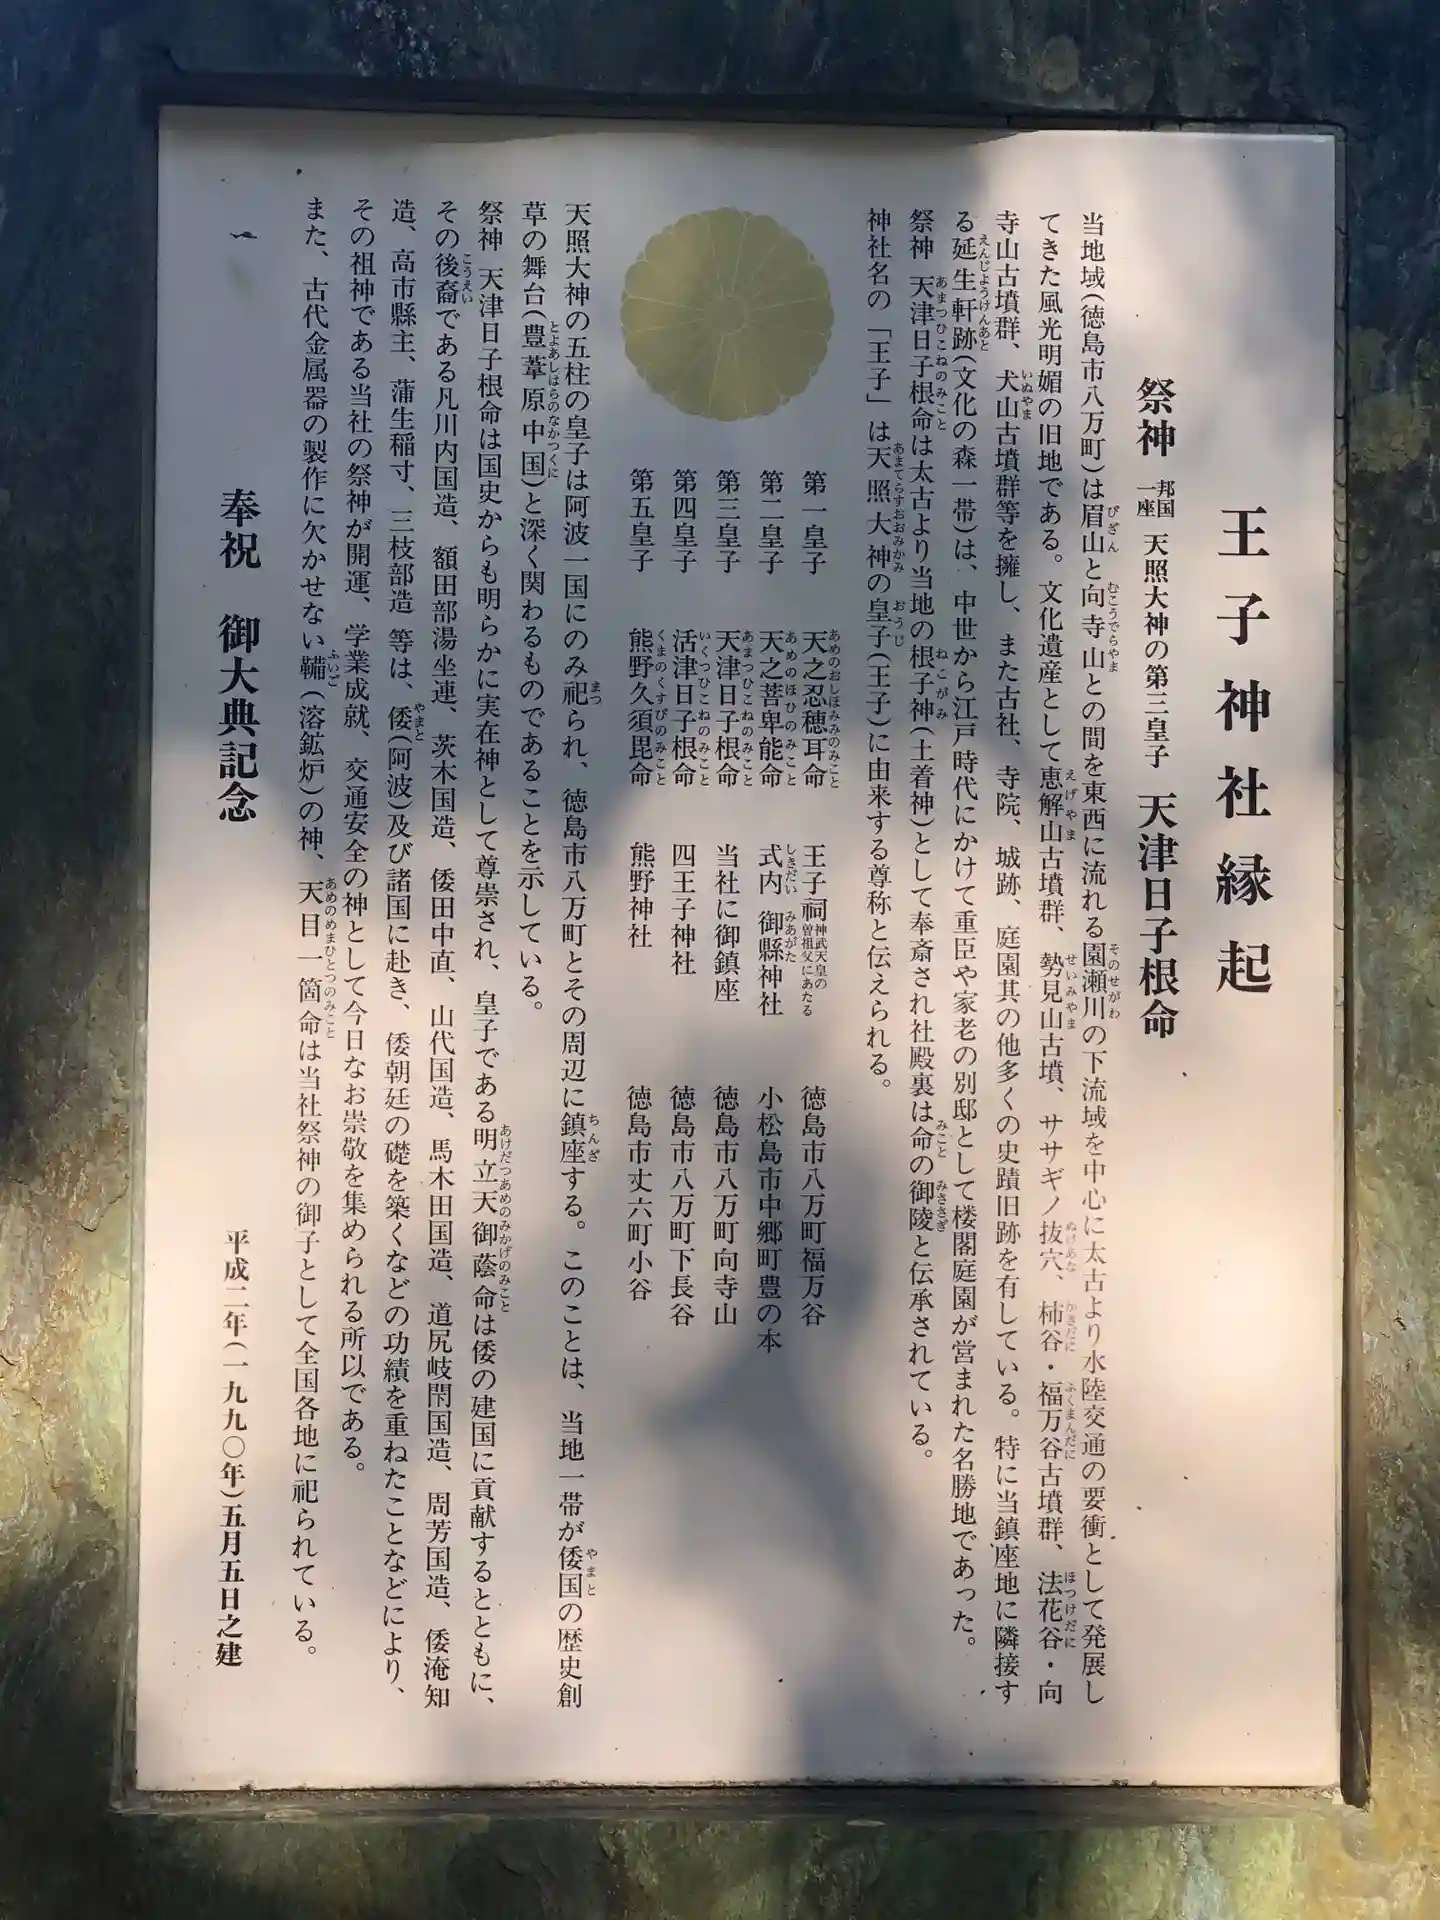 王子神社縁起
祭神 邦国一座 天照大神の第三皇子 天津日子根命
当地域(徳島市八万町)は眉山と向寺山との間を東西に流れる園瀬川の下流域を中心に太古より水陸交通の要衝として発展し
てきた風光明媚の旧地である。文化遺産として恵解山古墳群、勢見山古墳、ササギノ抜穴、柿谷・福万谷古墳群、法花谷・向
寺山古墳群、犬山古墳群等を擁し、また古社、寺院、城跡、庭園其の他多くの史蹟旧跡を有している。特に当鎮座地に隣接す
る延生軒跡(文化の森一帯)は、中世から江戸時代にかけて重臣や家老の別邸として楼閣庭園が営まれた名勝地であった。
祭神 天津日子根命は太古より当地の根子神(土着神)として奉斎され社殿裏は命の御陵と伝承されている。
神社名の「王子」は天照大神の皇子(王子)に由来する尊称と伝えられる。
第一皇子 天之忍穂耳命 王子祠 神武天皇の曽祖父にあたる 徳島市八万町福万谷
第二皇子 天之菩卑能命 式内 御縣神社 小松島市中郷町豊の本
第三皇子 天津日子根命 当社に御鎮座 徳島市八万町向寺山
第四皇子 活津日子根命 四王子神社 徳島市八万町下長谷
第五皇子 熊野久須毘命 熊野神社 徳島市丈六町小谷
天照大神の五柱の皇子は阿波一国にのみ祀られ、徳島市八万町とその周辺に鎮座する。このことは、当地一帯が倭国の歴史創
草の舞台(豊葦原中国)と深く関わるものであることを示している。
祭神 天津日子根命は国史からも明らかに実在神として尊崇され、皇子である明立天御蔭命は倭の建国に貢献するとともに、
その後裔である凡川内国造、額田部湯坐連、茨木国造、倭田中直、山代国造、馬木田国造、道尻岐閇国造、周芳国造、倭淹知
造、高市縣主、蒲生稲寸、三枝部造 等は、倭(阿波)及び諸国に赴き、倭朝廷の礎を築くなどの功績を重ねたことなどにより、
その祖神である当社の祭神が開運、学業成就、交通安全の神として今日なお崇敬を集められる所以である。
また、古代金属器の製作に欠かせない鞴(溶鉱炉)の神、天目一箇命は当社祭神の御子として全国各地に祀られている。
奉祝 御大典記念 平成二年(一九九〇年)五月五日之建